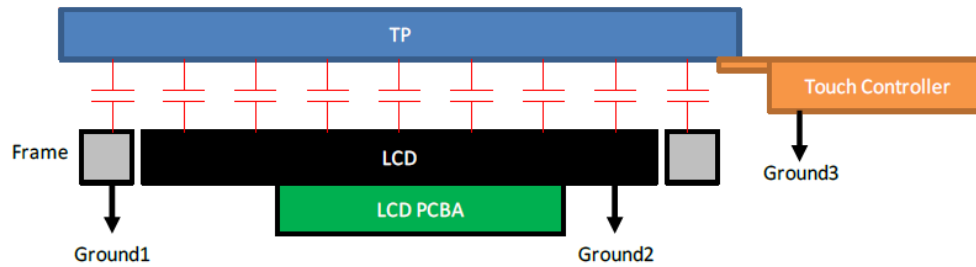 TP
Touch Controller
Frame
LCD
Ground3
LCD PCBA
Ground1
Ground2